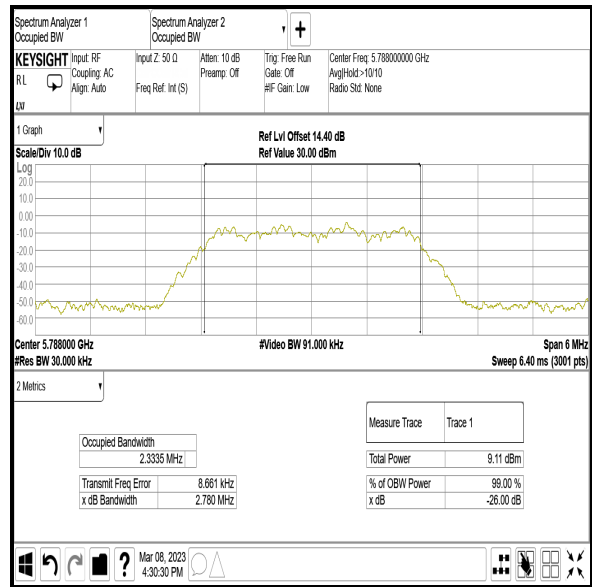 Spectrum Analyzer 1
Occupied BW
Spectrum Analyzer 2
Occupied BW
+
KEYSIGHT
RL
LXI
Input: RF
Coupling: AC
Align: Auto
Input Z: 50 Ω
Freq Ref: Int (S)
Atten: 10 dB
Preamp: Off
Trig: Free Run
Gate: Off
#IF Gain: Low
Center Freq: 5.788000000 GHz
Avg|Hold:>10/10
Radio Std: None
1 Graph
Scale/Div 10.0 dB
Ref Lvl Offset 14.40 dB
Ref Value 30.00 dBm
Log
20.0
10.0
0.00
-10.0
-20.0
-30.0
-40.0
-50.0
-60.0
Center 5.788000 GHz
#Video BW 91.000 kHz
Span 6 MHz
#Res BW 30.000 kHz
Sweep 6.40 ms (3001 pts)
2 Metrics
Occupied Bandwidth
2.3335 MHz
Transmit Freq Error 8.661 kHz
x dB Bandwidth 2.780 MHz
Measure Trace Trace 1
Total Power 9.11 dBm
% of OBW Power 99.00 %
x dB -26.00 dB
?
Mar 08, 2023
4:30:30 PM